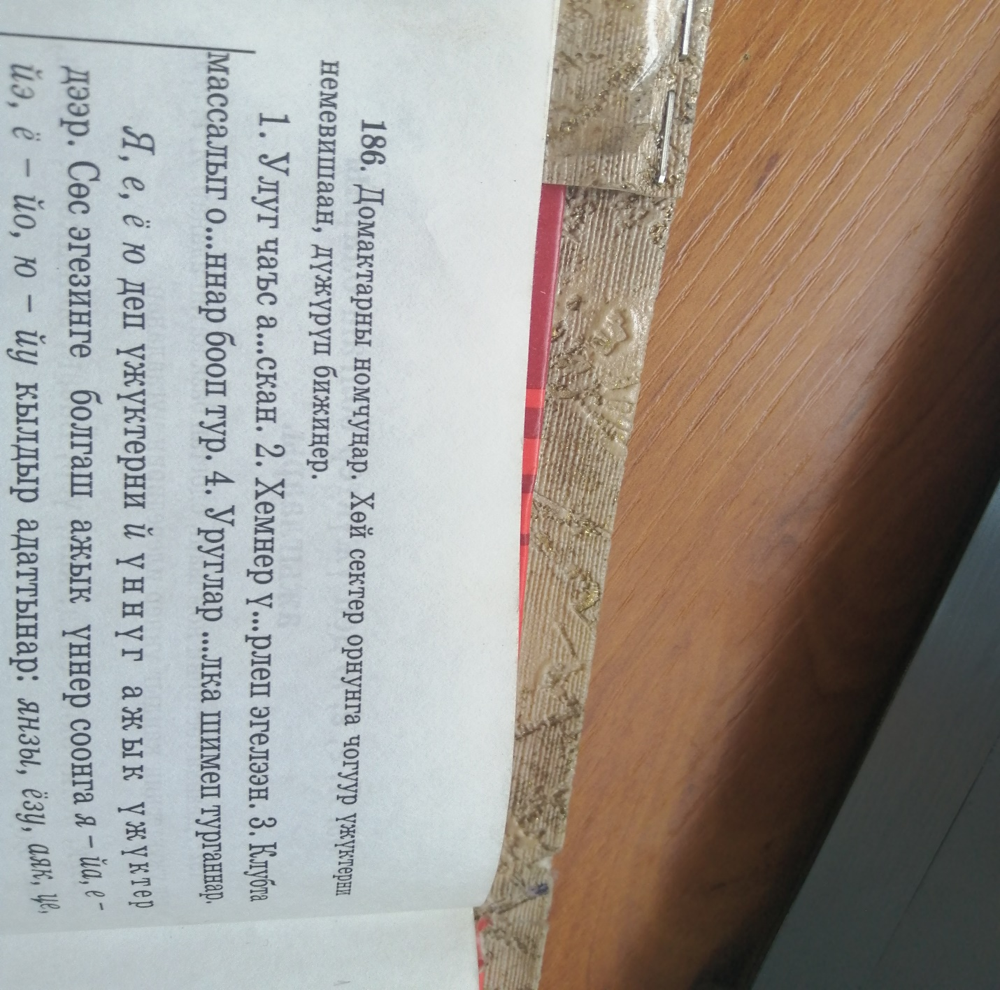 186. Домактарны номчуңар. Хөй сектер орнунга чогуур үжүктерни
немевишаан, дүжүрүп бижиңер.
1. Улуг чаъс а...скан. 2. Хемнер ү...рлеп эгелээн. 3. Клубта
массалыг о...ннар бооп тур. 4. Уруглар ...лка шимеп турганнар.
Я, е, ё ю деп үжүктерни й үннүг ажык үжүктер
дээр. Сөс эгезинге болгаш ажык үннер соонга я – йа, е –
йэ, ё – йо, ю – йу кылдыр адаттынар: янзы, ёзу, аяк, це,